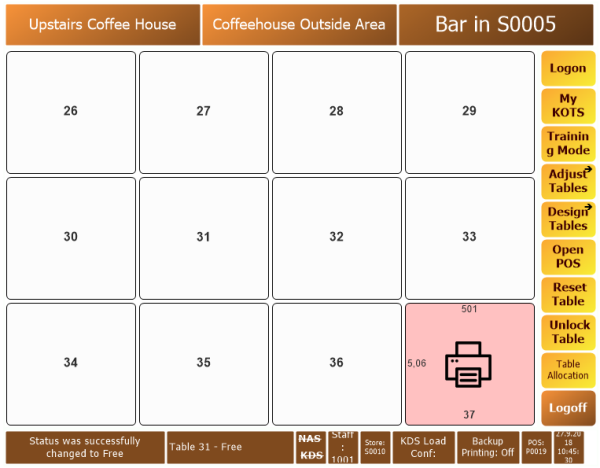 Upstairs Coffee House
Coffeehouse Outside Area
Bar in S0005
26
27
28
29
Logon
My
KOTS
Trainin
g Mode
30
31
32
33
Adjust
Tables
Design
Tables
Open
POS
34
35
36
501
5,06
37
Reset
Table
Unlock
Table
Table
Allocation
Logoff
Status was successfully
changed to Free
Table 31 - Free
NAS
KDS
Staff
:
1001
Store:
S0010
KDS Load
Conf:
Backup
Printing: Off
POS:
P0019
27.9.20
18
10:45:
30